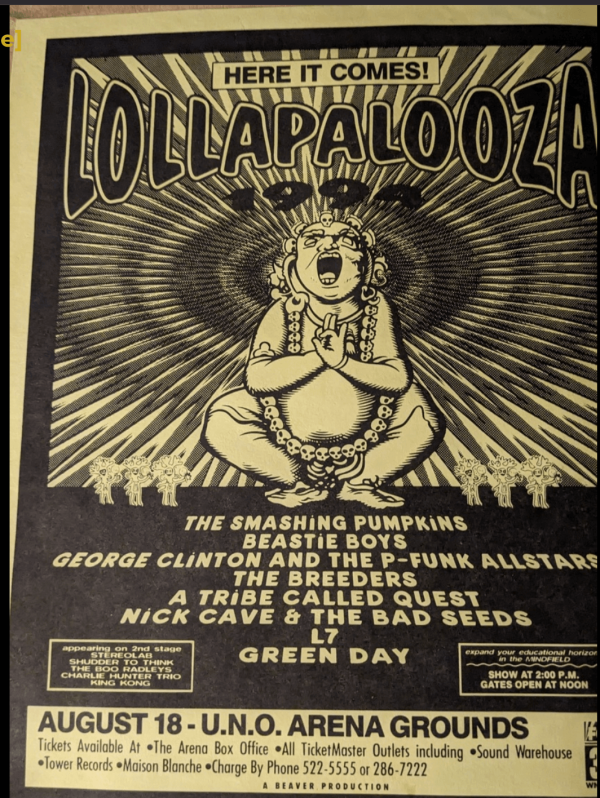 e]
HERE IT COMES!
LOLLAPALOOZA
1994
THE SMASHiNG PUMPKiNS
BEASTiE BOYS
GEORGE CLiNTON AND THE P-FUNK ALLSTARS
THE BREEDERS
A TRiBE CALLED QUEST
NiCK CAVE & THE BAD SEEDS
L7
GREEN DAY
appearing on 2nd stage
STEREOLAB
SHUDDER TO THINK
THE BOO RADLEYS
CHARLIE HUNTER TRIO
KING KONG
expand your educational horizon
in the MINDFIELD
SHOW AT 2:00 P.M.
GATES OPEN AT NOON
AUGUST 18 - U.N.O. ARENA GROUNDS
Tickets Available At •The Arena Box Office •All TicketMaster Outlets including •Sound Warehouse
•Tower Records •Maison Blanche •Charge By Phone 522-5555 or 286-7222
A BEAVER PRODUCTION